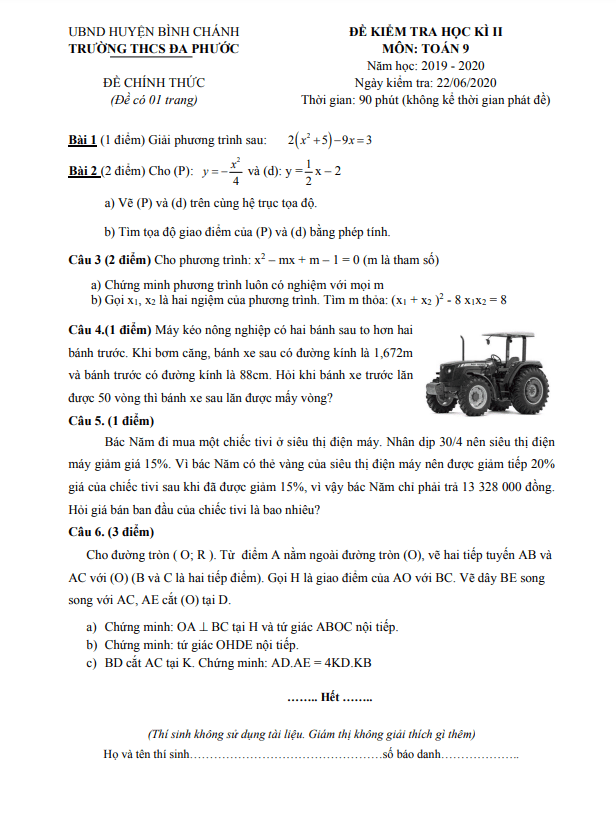 UBND HUYỆN BÌNH CHÁNH
TRƯỜNG THCS ĐA PHƯỚC
ĐỀ CHÍNH THỨC
(Đề có 01 trang)
ĐỀ KIỂM TRA HỌC KÌ II
MÔN: TOÁN 9
Năm học: 2019 - 2020
Ngày kiểm tra: 22/06/2020
Thời gian: 90 phút (không kể thời gian phát đề)
Bài 1 (1 điểm) Giải phương trình sau: 2(x² + 5) − 9x = 3
Bài 2 (2 điểm) Cho (P): y = −x²/4 và (d): y = 1/2 x − 2
a) Vẽ (P) và (d) trên cùng hệ trục tọa độ.
b) Tìm tọa độ giao điểm của (P) và (d) bằng phép tính.
Câu 3 (2 điểm) Cho phương trình: x² – mx + m – 1 = 0 (m là tham số)
a) Chứng minh phương trình luôn có nghiệm với mọi m
b) Gọi x₁, x₂ là hai ngiệm của phương trình. Tìm m thỏa: (x₁ + x₂ )² - 8 x₁x₂ = 8
Câu 4.(1 điểm) Máy kéo nông nghiệp có hai bánh sau to hơn hai
bánh trước. Khi bơm căng, bánh xe sau có đường kính là 1,672m
và bánh trước có đường kính là 88cm. Hỏi khi bánh xe trước lăn
được 50 vòng thì bánh xe sau lăn được mấy vòng?
Câu 5. (1 điểm)
Bác Năm đi mua một chiếc tivi ở siêu thị điện máy. Nhân dịp 30/4 nên siêu thị điện
máy giảm giá 15%. Vì bác Năm có thẻ vàng của siêu thị điện máy nên được giảm tiếp 20%
giá của chiếc tivi sau khi đã được giảm 15%, vì vậy bác Năm chỉ phải trả 13 328 000 đồng.
Hỏi giá bán ban đầu của chiếc tivi là bao nhiêu?
Câu 6. (3 điểm)
Cho đường tròn ( O; R ). Từ điểm A nằm ngoài đường tròn (O), vẽ hai tiếp tuyến AB và
AC với (O) (B và C là hai tiếp điểm). Gọi H là giao điểm của AO với BC. Vẽ dây BE song
song với AC, AE cắt (O) tại D.
a) Chứng minh: OA ⊥ BC tại H và tứ giác ABOC nội tiếp.
b) Chứng minh: tứ giác OHDE nội tiếp.
c) BD cắt AC tại K. Chứng minh: AD.AE = 4KD.KB
…….. Hết ……..
(Thí sinh không sử dụng tài liệu. Giám thị không giải thích gì thêm)
Họ và tên thí sinh…………………………………………số báo danh………………..